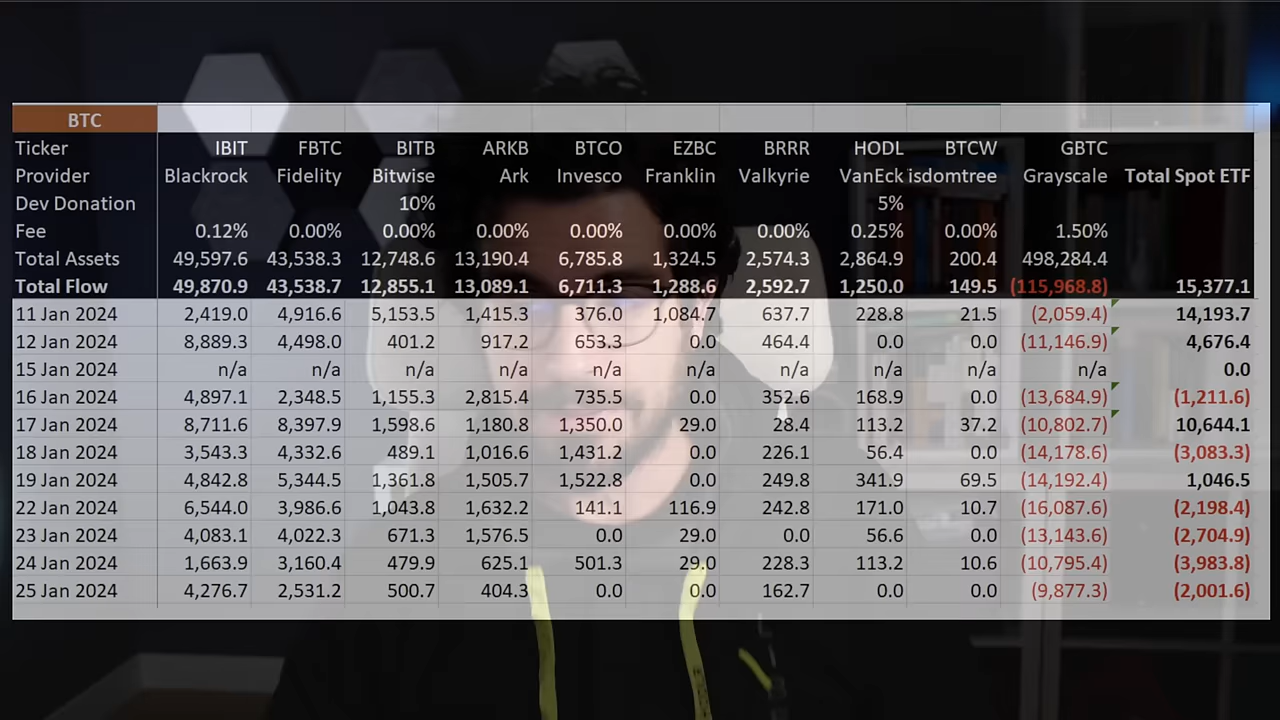 BTC
Ticker IBIT FBTC BITB ARKB BTCO EZBC BRRR HODL BTCW GBTC
Provider Blackrock Fidelity Bitwise Ark Invesco Franklin Valkyrie VanEck isdomtree Grayscale Total Spot ETF
Dev Donation 10% 5%
Fee 0.12% 0.00% 0.00% 0.00% 0.00% 0.00% 0.00% 0.25% 0.00% 1.50%
Total Assets 49,597.6 43,538.3 12,748.6 13,190.4 6,785.8 1,324.5 2,574.3 2,864.9 200.4 498,284.4
Total Flow 49,870.9 43,538.7 12,855.1 13,089.1 6,711.3 1,288.6 2,592.7 1,250.0 149.5 (115,968.8) 15,377.1
11 Jan 2024 2,419.0 4,916.6 5,153.5 1,415.3 376.0 1,084.7 637.7 228.8 21.5 (2,059.4) 14,193.7
12 Jan 2024 8,889.3 4,498.0 401.2 917.2 653.3 0.0 464.4 0.0 0.0 (11,146.9) 4,676.4
15 Jan 2024 n/a n/a n/a n/a n/a n/a n/a n/a n/a n/a 0.0
16 Jan 2024 4,897.1 2,348.5 1,155.3 2,815.4 735.5 0.0 352.6 168.9 0.0 (13,684.9) (1,211.6)
17 Jan 2024 8,711.6 8,397.9 1,598.6 1,180.8 1,350.0 29.0 28.4 113.2 37.2 (10,802.7) 10,644.1
18 Jan 2024 3,543.3 4,332.6 489.1 1,016.6 1,431.2 0.0 226.1 56.4 0.0 (14,178.6) (3,083.3)
19 Jan 2024 4,842.8 5,344.5 1,361.8 1,505.7 1,522.8 0.0 249.8 341.9 69.5 (14,192.4) 1,046.5
22 Jan 2024 6,544.0 3,986.6 1,043.8 1,632.2 141.1 116.9 242.8 171.0 10.7 (16,087.6) (2,198.4)
23 Jan 2024 4,083.1 4,022.3 671.3 1,576.5 0.0 29.0 0.0 56.6 0.0 (13,143.6) (2,704.9)
24 Jan 2024 1,663.9 3,160.4 479.9 625.1 501.3 29.0 228.3 113.2 10.6 (10,795.4) (3,983.8)
25 Jan 2024 4,276.7 2,531.2 500.7 404.3 0.0 0.0 162.7 0.0 0.0 (9,877.3) (2,001.6)